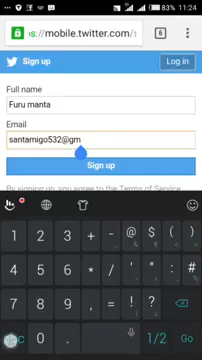 83% 11:24
s://mobile.twitter.com/ 6
Sign up Log in
Full name
Furu manta
Email
santamigo532@gm
Sign up
By signing up, you agree to the Terms of Service
1 2 3 + - @ $ ( )
4 5 6 * / ; : ' " #
7 8 9 , = ! ?
0 . 1/2 Go